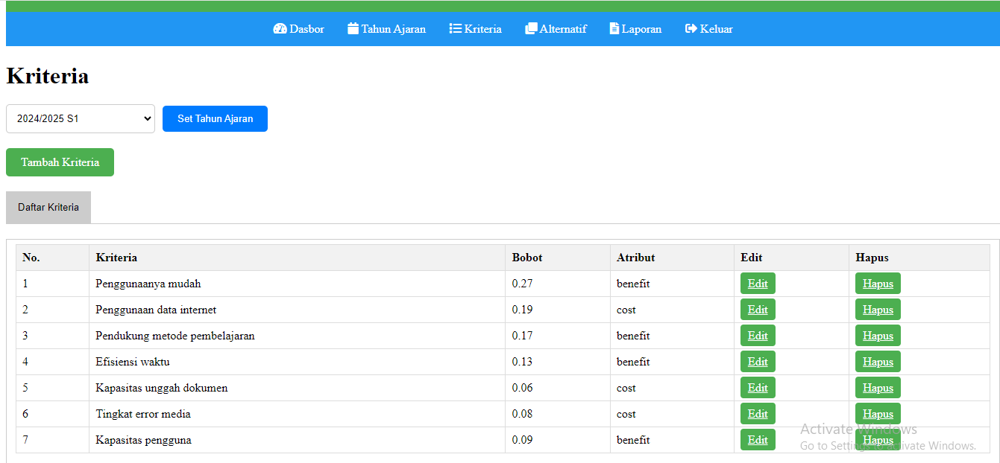 Dasbor Tahun Ajaran Kriteria Alternatif Laporan Keluar
Kriteria
2024/2025 S1 Set Tahun Ajaran
Tambah Kriteria
Daftar Kriteria
No. Kriteria Bobot Atribut Edit Hapus
1 Penggunaanya mudah 0.27 benefit Edit Hapus
2 Penggunaan data internet 0.19 cost Edit Hapus
3 Pendukung metode pembelajaran 0.17 benefit Edit Hapus
4 Efisiensi waktu 0.13 benefit Edit Hapus
5 Kapasitas unggah dokumen 0.06 cost Edit Hapus
6 Tingkat error media 0.08 cost Edit Hapus
7 Kapasitas pengguna 0.09 benefit Edit Hapus
Activate Windows
Go to Settings to activate Windows.